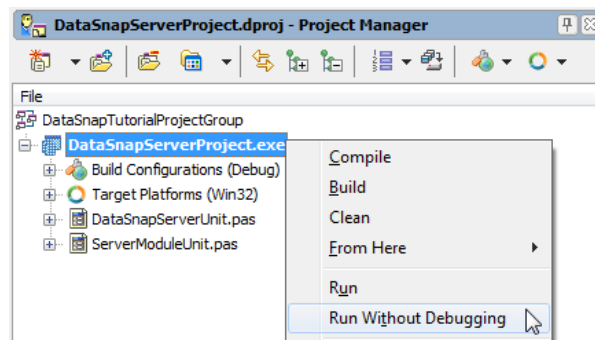 DataSnapServerProject.dproj - Project Manager
File
DataSnapTutorialProjectGroup
DataSnapServerProject.exe
Build Configurations (Debug)
Target Platforms (Win32)
DataSnapServerUnit.pas
ServerModuleUnit.pas
Compile
Build
Clean
From Here
Run
Run Without Debugging